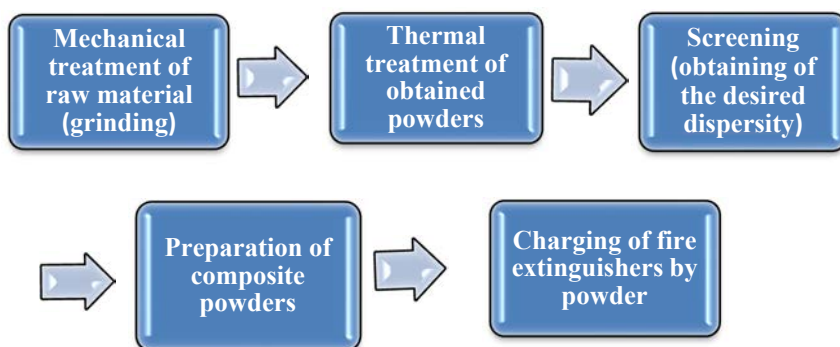 Mechanical
treatment of
raw material
(grinding)
Thermal
treatment of
obtained
powders
Screening
(obtaining of
the desired
dispersity)
Preparation of
composite
powders
Charging of fire
extinguishers by
powder